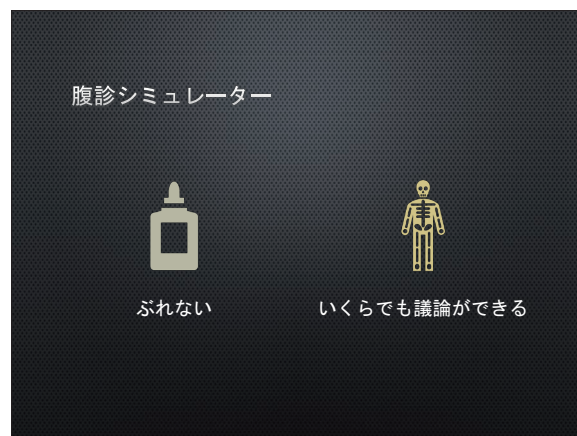 腹診シミュレーター
ぶれない
いくらでも議論ができる